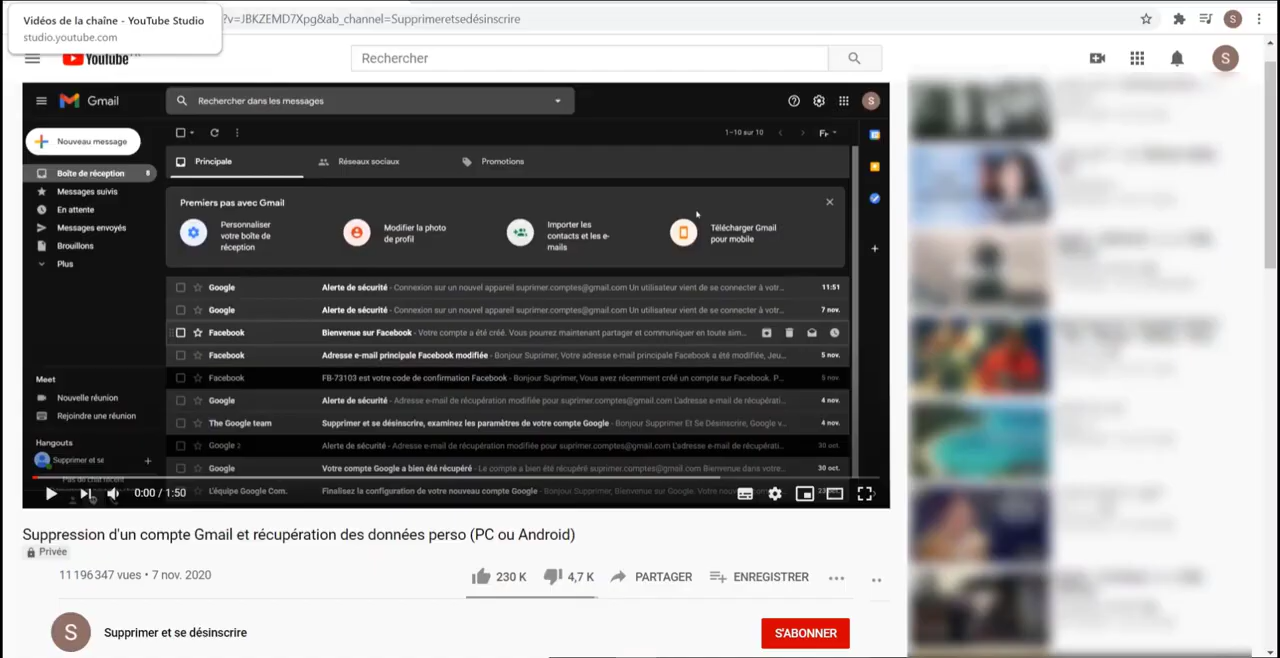 Vidéos de la chaîne - YouTube Studio
studio.youtube.com
?v=JBKZEMD7Xpg&ab_channel=Supprimeretsedésinscrire
S
YouTube
Rechercher
S
Gmail
Rechercher dans les messages
S
Nouveau message
1–10 sur 10
Boîte de réception 8
Messages suivis
En attente
Messages envoyés
Brouillons
Plus
Principale
Réseaux sociaux
Promotions
Premiers pas avec Gmail
Personnaliser
votre boîte de
réception
Modifier la photo
de profil
Importer les
contacts et les e-
mails
Télécharger Gmail
pour mobile
Google Alerte de sécurité - Connexion sur un nouvel appareil suprimer.comptes@gmail.com Un utilisateur vient de se connecter à votr... 11:51
Google Alerte de sécurité - Connexion sur un nouvel appareil suprimer.comptes@gmail.com Un utilisateur vient de se connecter à votr... 7 nov.
Facebook Bienvenue sur Facebook - Votre compte a été créé. Vous pourrez maintenant partager et communiquer en toute sim...
Facebook Adresse e-mail principale Facebook modifiée - Bonjour Suprimer, Votre adresse e-mail principale Facebook a été modifiée, Jeu... 5 nov.
Facebook FB-73103 est votre code de confirmation Facebook - Bonjour Suprimer, Vous avez récemment créé un compte sur Facebook. P... 5 nov.
Google Alerte de sécurité - Adresse e-mail de récupération modifiée pour suprimer.comptes@gmail.com L'adresse e-mail de récupérati... 4 nov.
The Google team Supprimer et se désinscrire, examinez les paramètres de votre compte Google - Bonjour Supprimer Et Se Désinscrire, Google v... 4 nov.
Google 2 Alerte de sécurité - Adresse e-mail de récupération modifiée pour suprimer.comptes@gmail.com L'adresse e-mail de récupérati... 30 oct.
Google Votre compte Google a bien été récupéré - Le compte a bien été récupéré suprimer.comptes@gmail.com Bienvenue dans votre... 30 oct.
L'équipe Google Com. Finalisez la configuration de votre nouveau compte Google - Bonjour Supprimer, Bienvenue sur Google.
Meet
Nouvelle réunion
Rejoindre une réunion
Hangouts
Supprimer et se
0:00 / 1:50
Suppression d'un compte Gmail et récupération des données perso (PC ou Android)
Privée
11 196 347 vues • 7 nov. 2020
230 K
4,7 K
PARTAGER
ENREGISTRER
S
Supprimer et se désinscrire
S'ABONNER